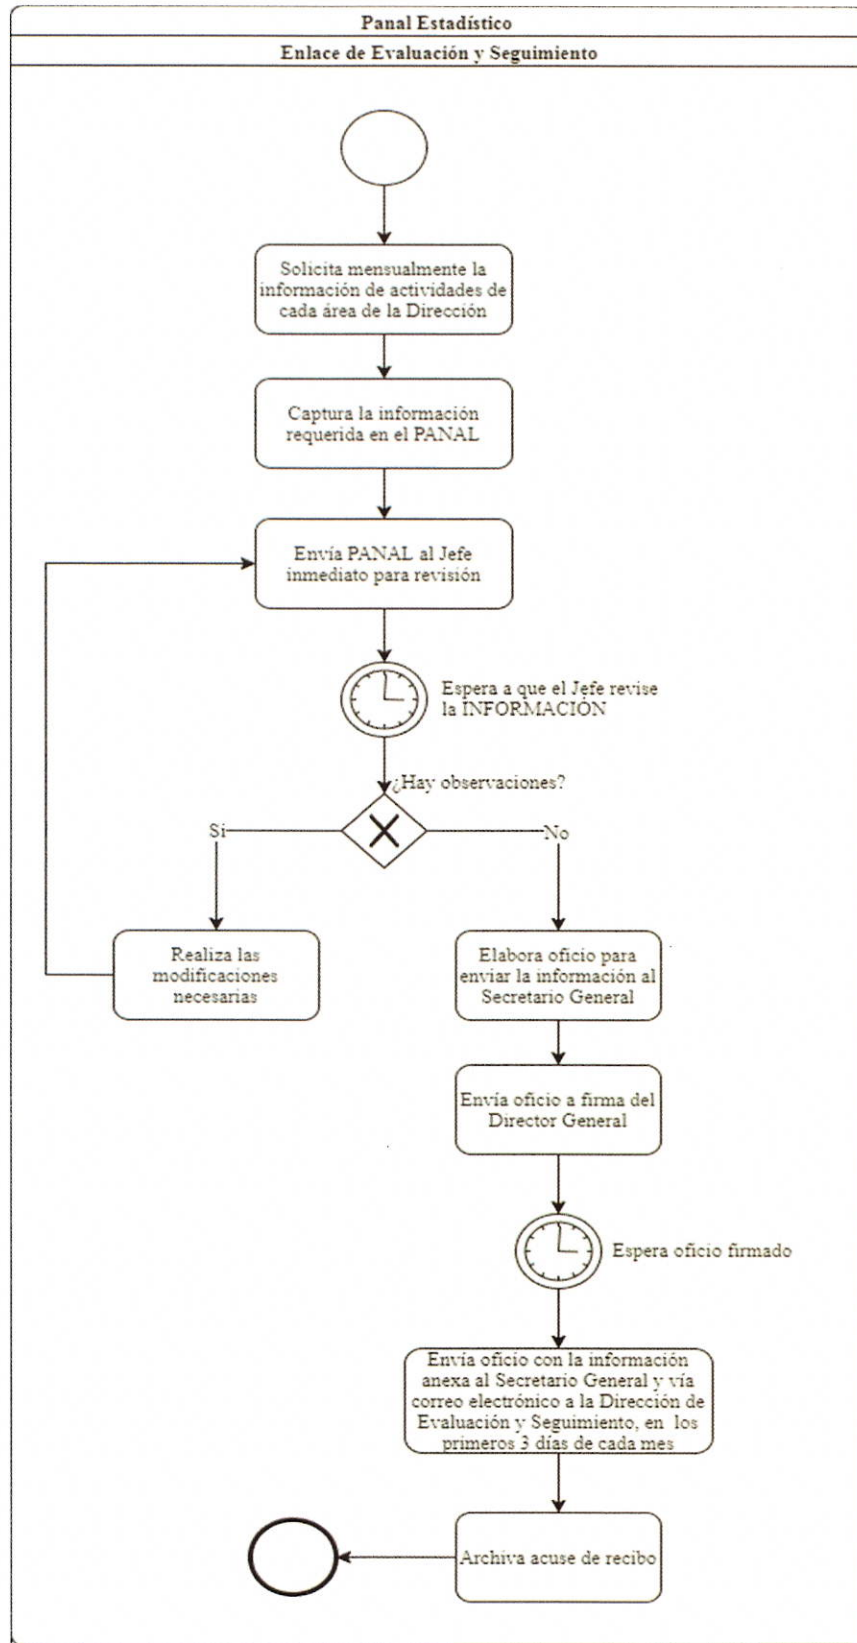 Panal Estadístico
Enlace de Evaluación y Seguimiento
Solicita mensualmente la
información de actividades de
cada área de la Dirección
Captura la información
requerida en el PANAL
Envía PANAL al Jefe
inmediato para revisión
Espera a que el Jefe revise
la INFORMACIÓN
¿Hay observaciones?
Si
No
Realiza las
modificaciones
necesarias
Elabora oficio para
enviar la información al
Secretario General
Envía oficio a firma del
Director General
Espera oficio firmado
Envía oficio con la información
anexa al Secretario General y vía
correo electrónico a la Dirección de
Evaluación y Seguimiento, en los
primeros 3 días de cada mes
Archiva acuse de recibo